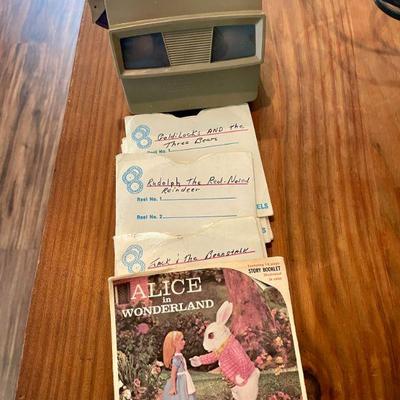 Goldilocks AND the
Three Bears
Reel No. 1
Rudolph The Red-Nosed
Reindeer
Reel No. 1
Reel No. 2
ELS
Jack & The Beanstalk
STORY BOOKLET
ALICE
in
WONDERLAND